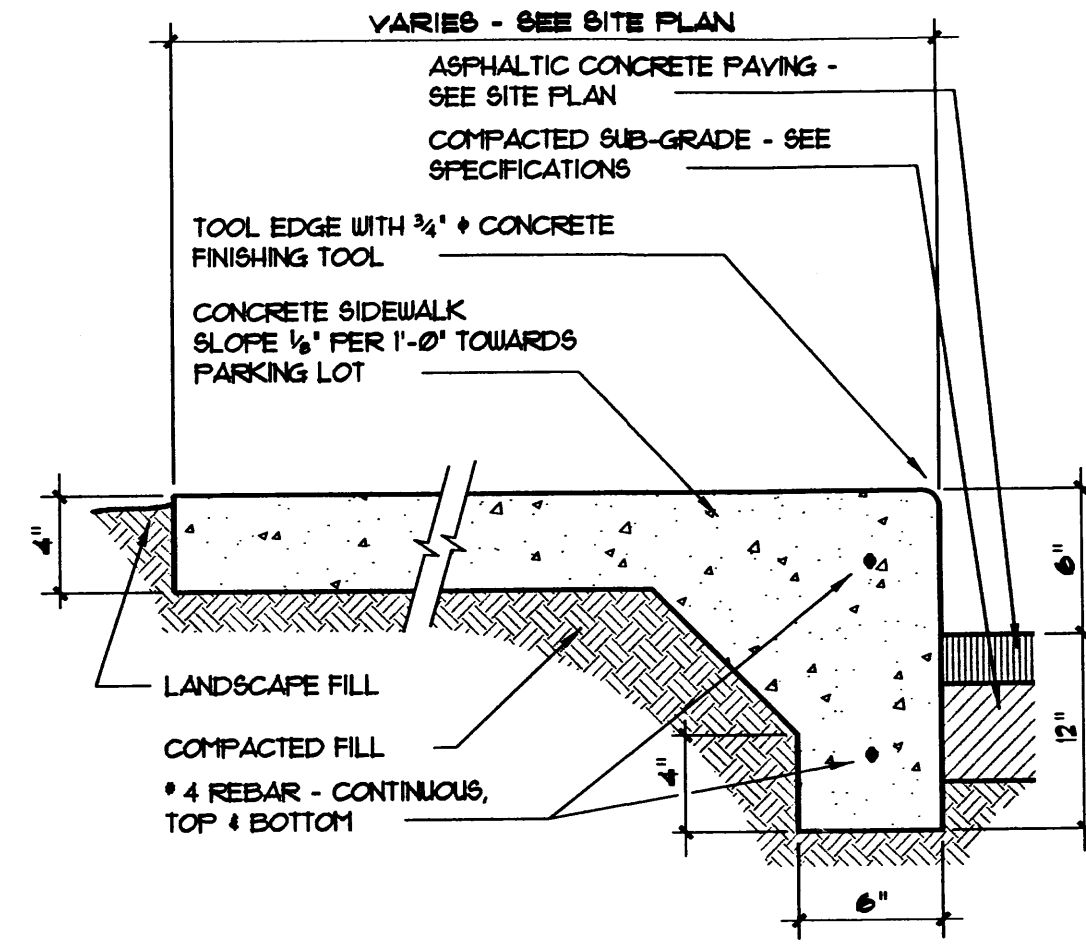 VARIES - SEE SITE PLAN
ASPHALTIC CONCRETE PAVING -
SEE SITE PLAN
COMPACTED SUB-GRADE - SEE
SPECIFICATIONS
TOOL EDGE WITH 3/4" ⌀ CONCRETE
FINISHING TOOL
CONCRETE SIDEWALK
SLOPE 1/8" PER 1'-0" TOWARDS
PARKING LOT
4"
6"
LANDSCAPE FILL
COMPACTED FILL
# 4 REBAR - CONTINUOUS,
TOP & BOTTOM
4"
12"
6"